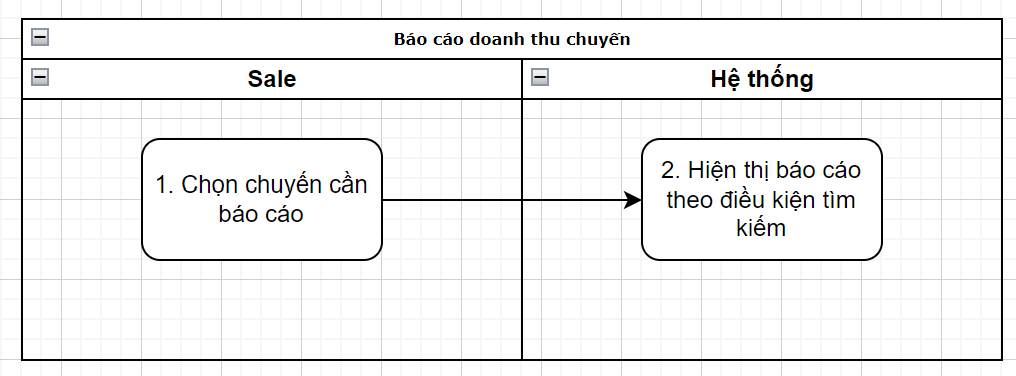 Báo cáo doanh thu chuyến
Sale
Hệ thống
1. Chọn chuyến cần
báo cáo
2. Hiện thị báo cáo
theo điều kiện tìm
kiếm